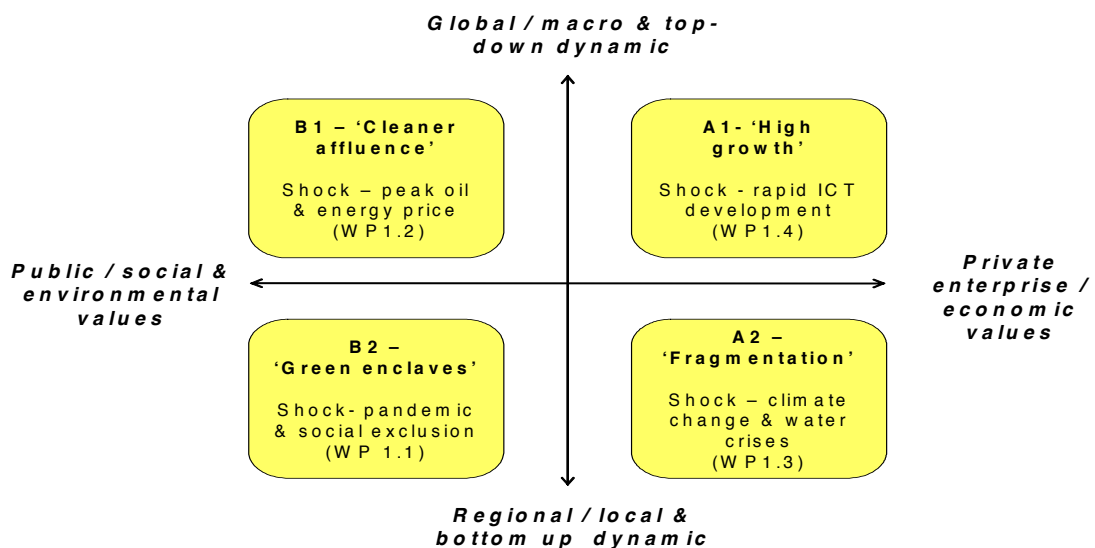 Global / macro & top-
down dynamic
B1 – ‘Cleaner
affluence’
Shock – peak oil
& energy price
(WP1.2)
A1- ‘High
growth’
Shock - rapid ICT
development
(WP1.4)
Public / social &
environmental
values
Private
enterprise /
economic
values
B2 –
‘Green enclaves’
Shock- pandemic
& social exclusion
(WP 1.1)
A2 –
‘Fragmentation’
Shock – climate
change & water
crises
(WP1.3)
Regional / local &
bottom up dynamic